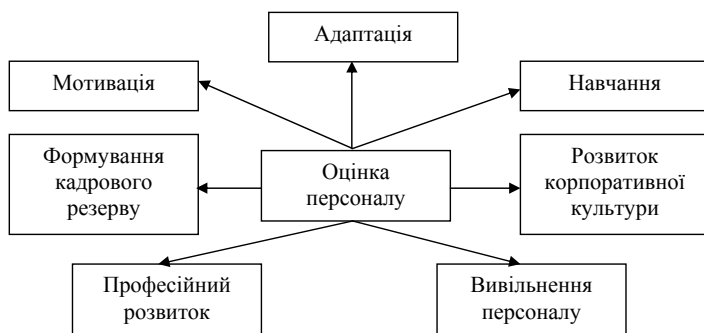 Адаптація
Мотивація
Навчання
Формування
кадрового
резерву
Оцінка
персоналу
Розвиток
корпоративної
культури
Професійний
розвиток
Вивільнення
персоналу